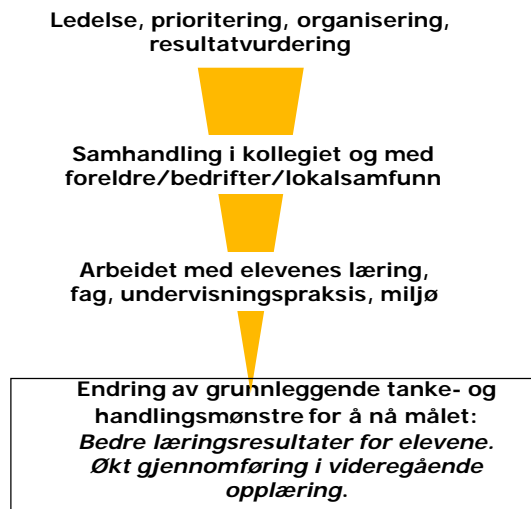 Ledelse, prioritering, organisering,
resultatvurdering
Samhandling i kollegiet og med
foreldre/bedrifter/lokalsamfunn
Arbeidet med elevenes læring,
fag, undervisningspraksis, miljø
Endring av grunnleggende tanke- og
handlingsmønstre for å nå målet:
Bedre læringsresultater for elevene.
Økt gjennomføring i videregående
opplæring.